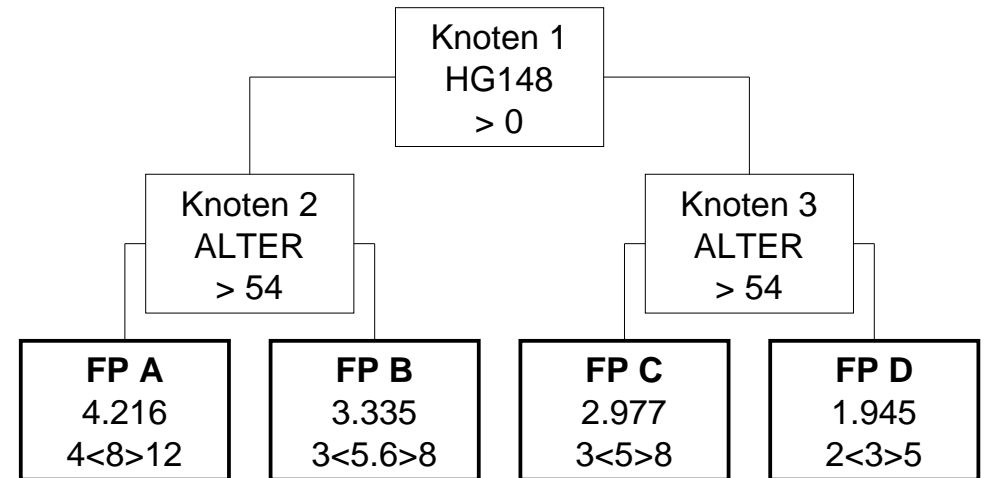 Knoten 1
HG148
> 0
Knoten 2
ALTER
> 54
Knoten 3
ALTER
> 54
FP A
4.216
4<8>12
FP B
3.335
3<5.6>8
FP C
2.977
3<5>8
FP D
1.945
2<3>5